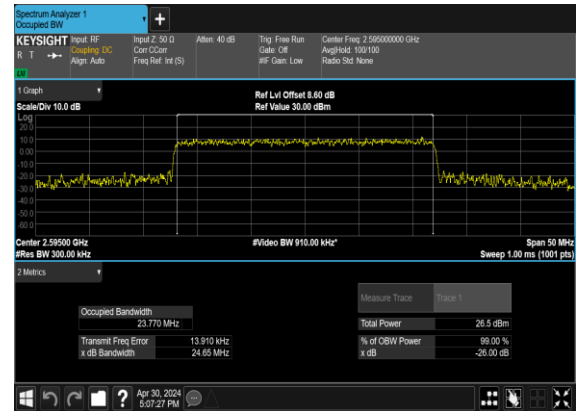 Spectrum Analyzer 1
Occupied BW
KEYSIGHT Input: RF Input Z: 50 Ω Atten: 40 dB Trig: Free Run Center Freq: 2.595000000 GHz
R T Coupling: DC Corr CCorr Gate: Off Avg|Hold: 100/100
Align: Auto Freq Ref: Int (S) #IF Gain: Low Radio Std: None
1 Graph
Ref Lvl Offset 8.60 dB
Scale/Div 10.0 dB Ref Value 30.00 dBm
Log
20.0
10.0
0.00
-10.0
-20.0
-30.0
-40.0
-50.0
-60.0
Center 2.59500 GHz #Video BW 910.00 kHz* Span 50 MHz
#Res BW 300.00 kHz Sweep 1.00 ms (1001 pts)
2 Metrics
Measure Trace Trace 1
Occupied Bandwidth
23.770 MHz Total Power 26.5 dBm
Transmit Freq Error 13.910 kHz % of OBW Power 99.00 %
x dB Bandwidth 24.65 MHz x dB -26.00 dB
Apr 30, 2024
5:07:27 PM